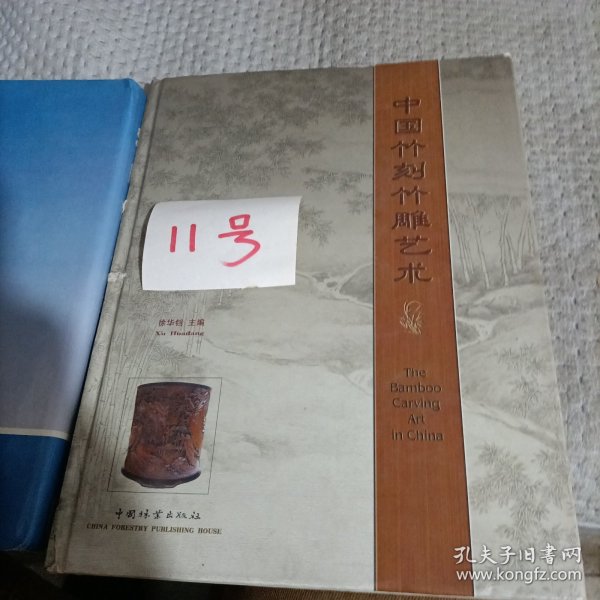 中国竹刻竹雕艺术
11号
徐华铛 主编
Xu Huadang
The
Bamboo
Carving
Art
in China
中国林业出版社
CHINA FORESTRY PUBLISHING HOUSE
孔夫子旧书网
www.kongfz.com